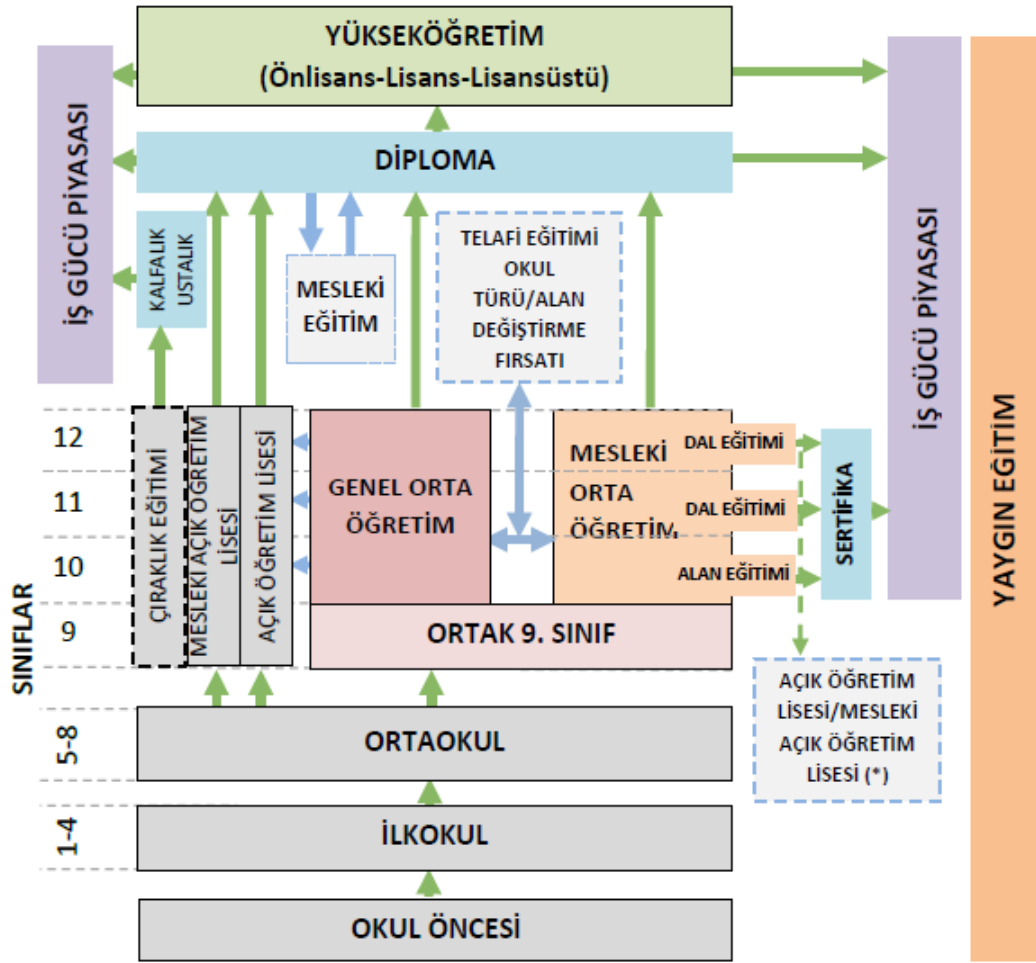 YÜKSEKÖĞRETİM
(Önlisans-Lisans-Lisansüstü)
İŞ GÜCÜ PİYASASI
DİPLOMA
KALFALIK
USTALIK
MESLEKİ
EĞİTİM
TELAFİ EĞİTİMİ
OKUL
TÜRÜ/ALAN
DEĞİŞTİRME
FIRSATI
İŞ GÜCÜ PİYASASI
YAYGIN EĞİTİM
SINIFLAR
12
11
10
9
5-8
1-4
ÇIRAKLIK EĞİTİMİ
MESLEKİ AÇIK ÖĞRETİM
LİSESİ
AÇIK ÖĞRETİM LİSESİ
GENEL ORTA
ÖĞRETİM
MESLEKİ
ORTA
ÖĞRETİM
DAL EĞİTİMİ
DAL EĞİTİMİ
ALAN EĞİTİMİ
SERTİFİKA
ORTAK 9. SINIF
AÇIK ÖĞRETİM
LİSESİ/MESLEKİ
AÇIK ÖĞRETİM
LİSESİ (*)
ORTAOKUL
İLKOKUL
OKUL ÖNCESİ